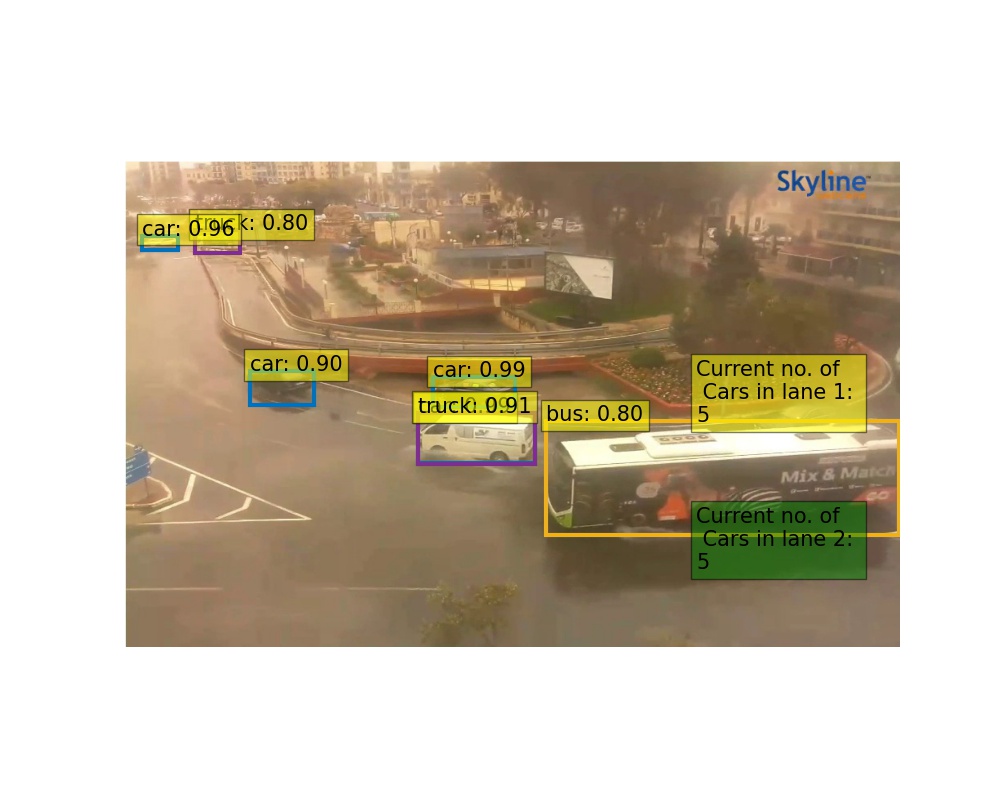 Skyline
truck: 0.80
car: 0.96
car: 0.90
car: 0.99
truck: 0.91
bus: 0.80
Current no. of
Cars in lane 1:
5
Mix & Match
GO
Current no. of
Cars in lane 2:
5